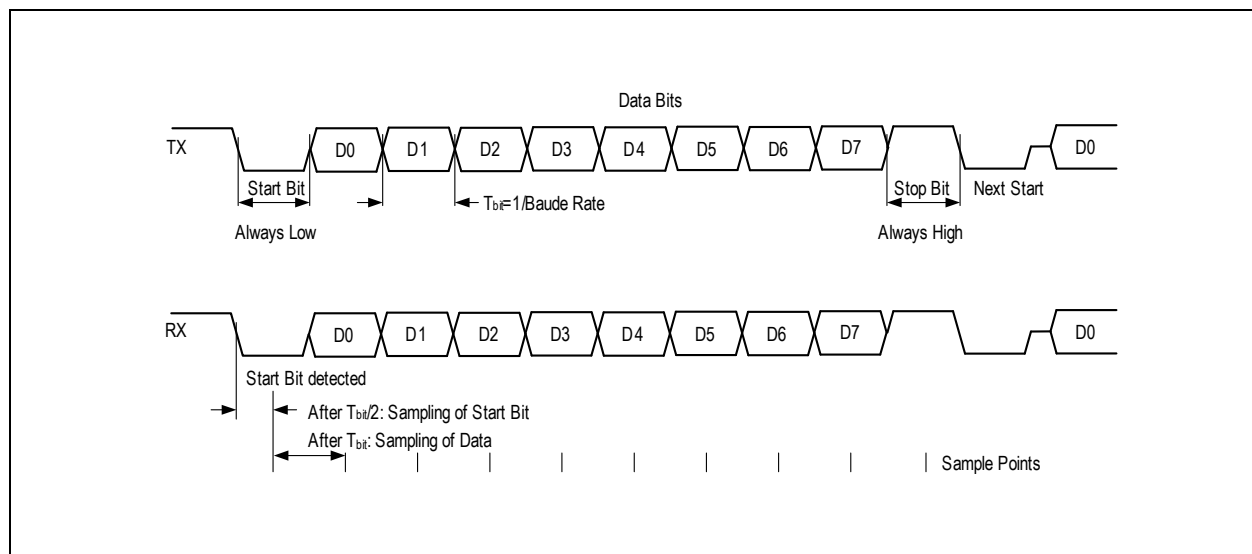 Data Bits
TX D0 D1 D2 D3 D4 D5 D6 D7 D0
Start Bit Stop Bit Next Start
Tbit=1/Baude Rate
Always Low Always High
RX D0 D1 D2 D3 D4 D5 D6 D7 D0
Start Bit detected
After Tbit/2: Sampling of Start Bit
After Tbit: Sampling of Data
Sample Points